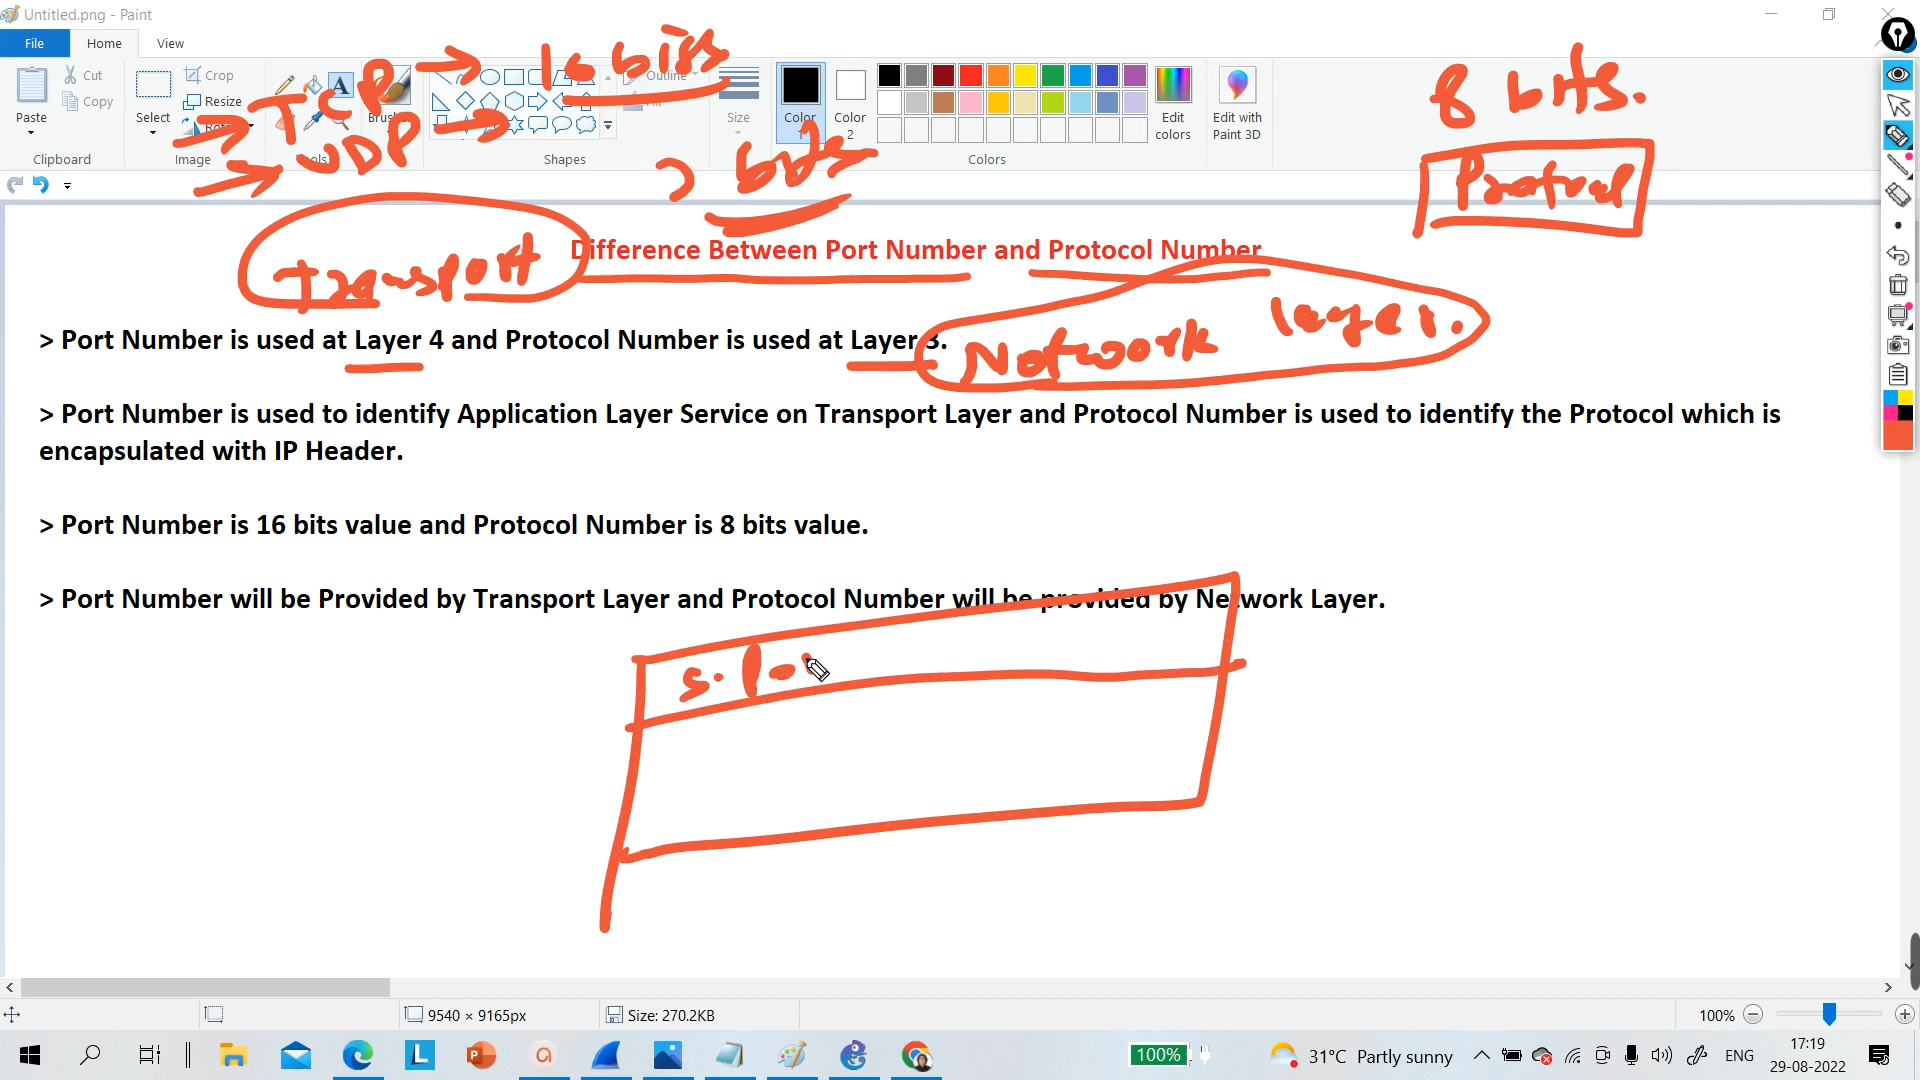 Untitled.png - Paint
File Home View
Paste
Cut
Copy
Clipboard
Select
Crop
Resize
Image
Shapes
Outline
Size
Color 1
Color 2
Edit colors
Edit with Paint 3D
Colors
TCP → 16 bits
UDP →
bits
8 bits.
Protocol
Transport
Difference Between Port Number and Protocol Number
> Port Number is used at Layer 4 and Protocol Number is used at Layer 3.
Network layer.
> Port Number is used to identify Application Layer Service on Transport Layer and Protocol Number is used to identify the Protocol which is
encapsulated with IP Header.
> Port Number is 16 bits value and Protocol Number is 8 bits value.
> Port Number will be Provided by Transport Layer and Protocol Number will be provided by Network Layer.
S. Po
9540 × 9165px
Size: 270.2KB
100%
100%
31°C Partly sunny
ENG
17:19
29-08-2022